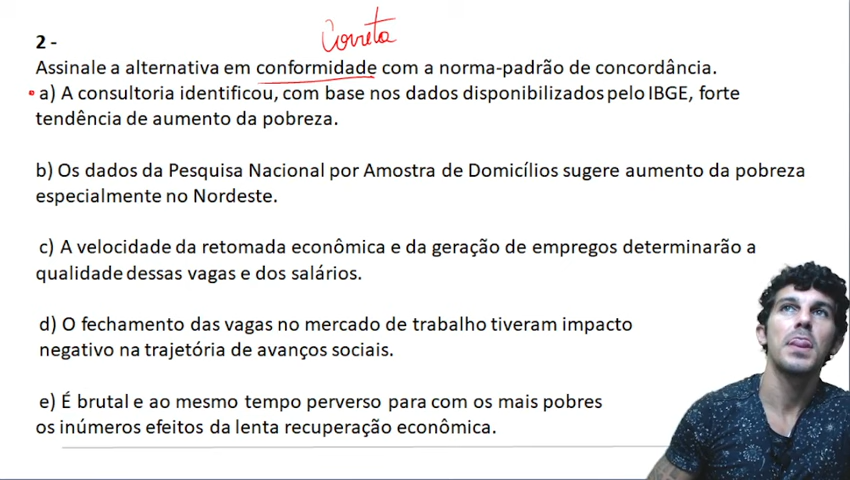 Correta
2 -
Assinale a alternativa em conformidade com a norma-padrão de concordância.
a) A consultoria identificou, com base nos dados disponibilizados pelo IBGE, forte
tendência de aumento da pobreza.
b) Os dados da Pesquisa Nacional por Amostra de Domicílios sugere aumento da pobreza
especialmente no Nordeste.
c) A velocidade da retomada econômica e da geração de empregos determinarão a
qualidade dessas vagas e dos salários.
d) O fechamento das vagas no mercado de trabalho tiveram impacto
negativo na trajetória de avanços sociais.
e) É brutal e ao mesmo tempo perverso para com os mais pobres
os inúmeros efeitos da lenta recuperação econômica.